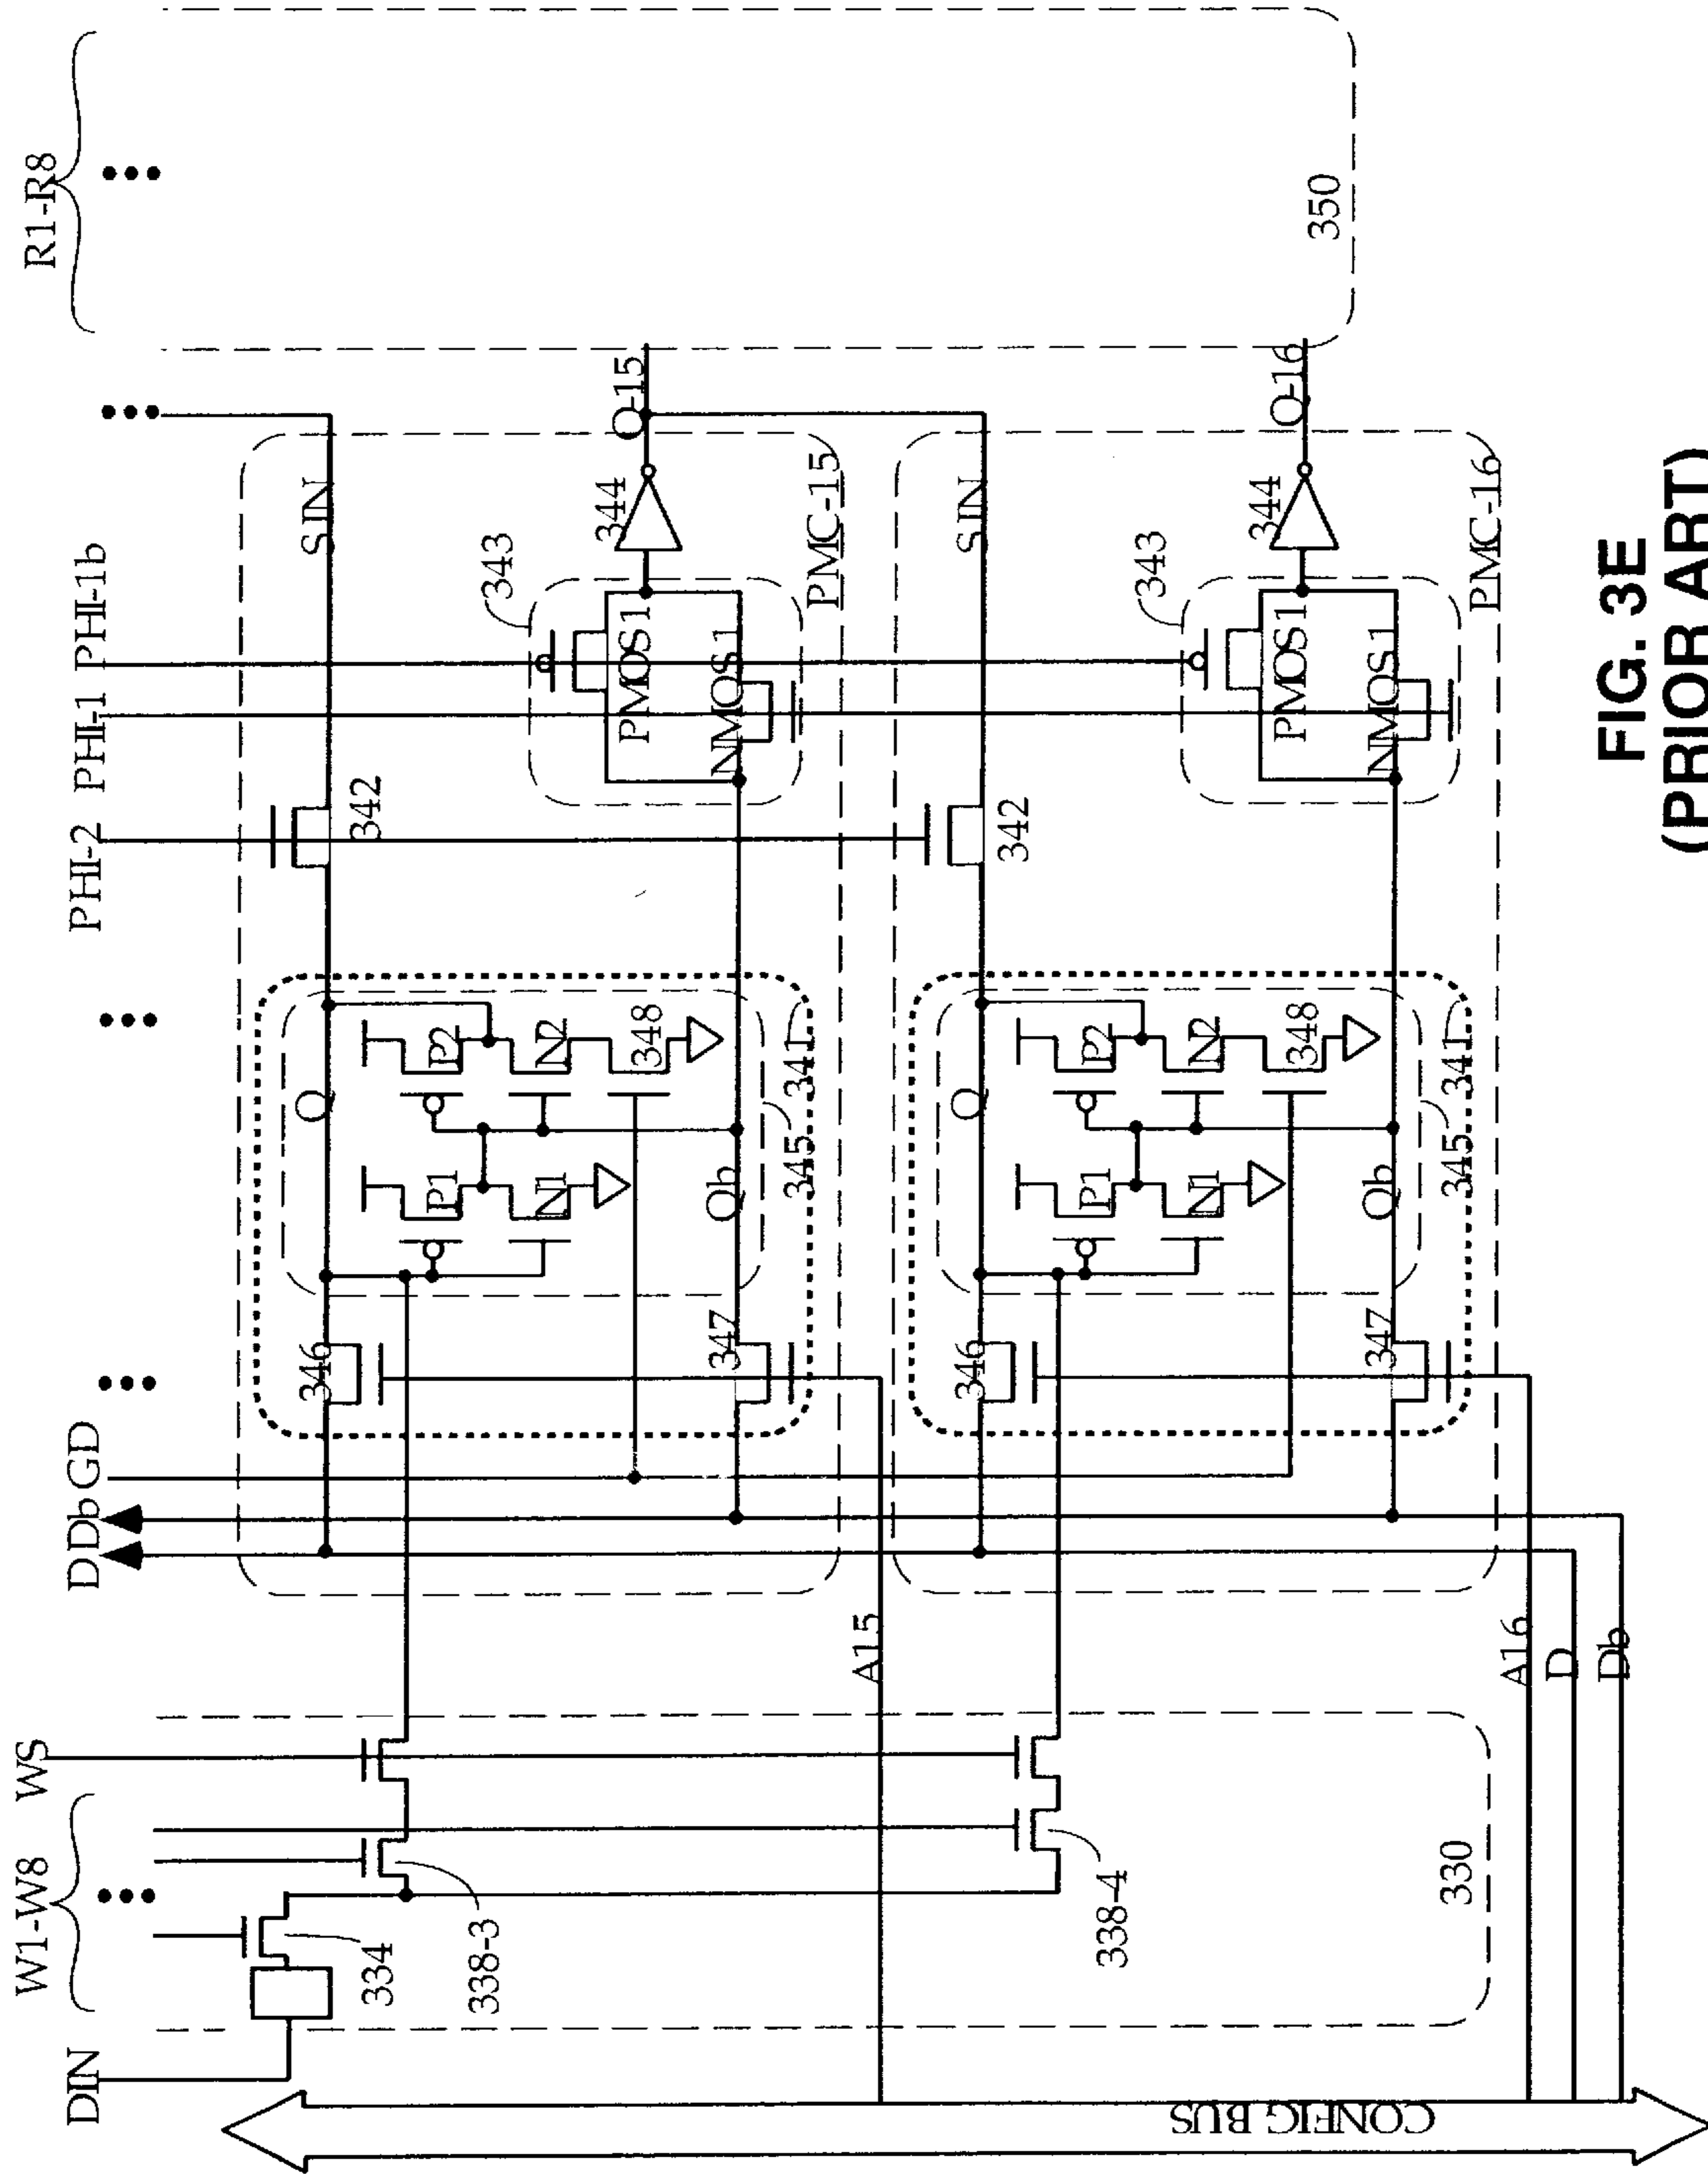 DIN
W1-W8
WS
D
Db
GD
PHI-2
PHI-1
PHI-1b
R1-R8
334
338-3
338-4
330
346
347
Q
Qb
P1
N1
P2
N2
348
345
341
342
SIN
343
PMOS1
NMOS1
344
O-15
PMC-15
A15
346
347
Q
Qb
P1
N1
P2
N2
348
345
341
342
SIN
343
PMOS1
NMOS1
344
O-16
PMC-16
350
A16
D
Db
CONFIG BUS
FIG. 3E
(PRIOR ART)